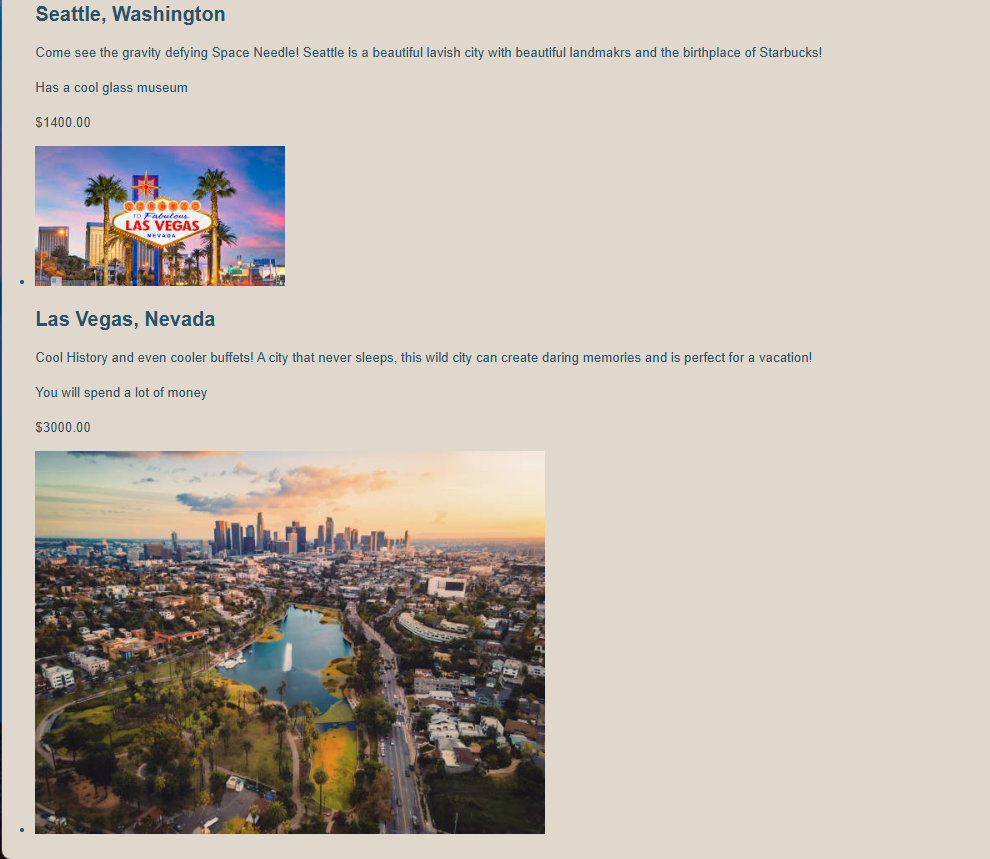 Seattle, Washington
Come see the gravity defying Space Needle! Seattle is a beautiful lavish city with beautiful landmakrs and the birthplace of Starbucks!
Has a cool glass museum
$1400.00
WELCOME
TO Fabulous
LAS VEGAS
NEVADA
Las Vegas, Nevada
Cool History and even cooler buffets! A city that never sleeps, this wild city can create daring memories and is perfect for a vacation!
You will spend a lot of money
$3000.00